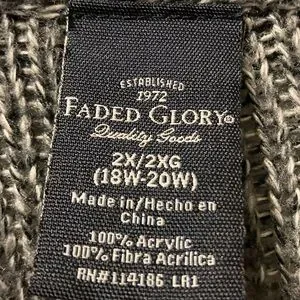 ESTABLISHED
1972
FADED GLORY®
Quality Goods
2X/2XG
(18W-20W)
Made in/Hecho en
China
100% Acrylic
100% Fibra Acrilica
RN#114186 LR1